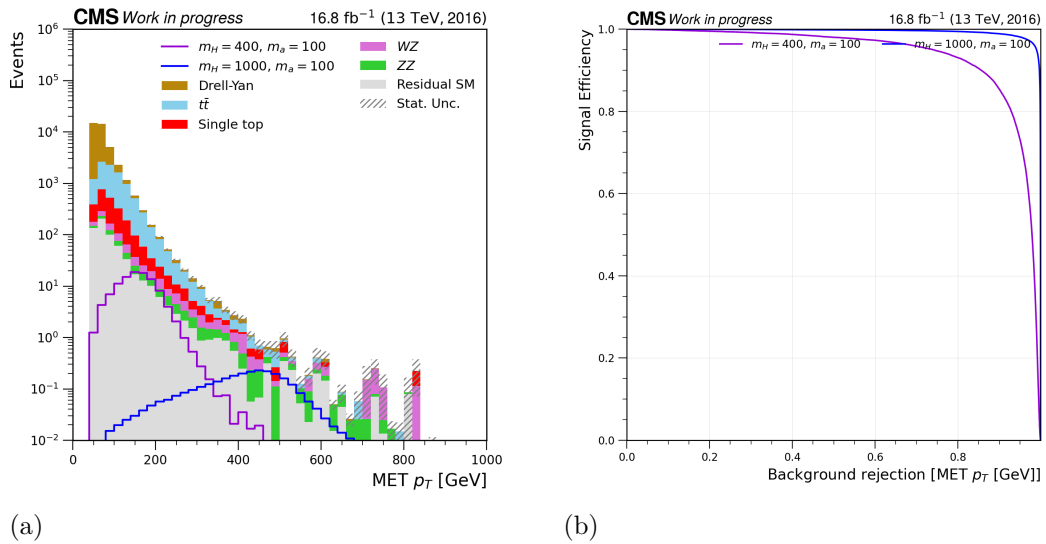 CMS Work in progress
16.8 fb⁻¹ (13 TeV, 2016)
Events
10⁶
10⁵
10⁴
10³
10²
10¹
10⁰
10⁻¹
10⁻²
m_H = 400, m_a = 100
m_H = 1000, m_a = 100
Drell-Yan
tt̄
Single top
WZ
ZZ
Residual SM
Stat. Unc.
0 200 400 600 800 1000
MET p_T [GeV]
(a)
CMS Work in progress
16.8 fb⁻¹ (13 TeV, 2016)
Signal Efficiency
1.0
0.8
0.6
0.4
0.2
0.0
m_H = 400, m_a = 100
m_H = 1000, m_a = 100
0.0 0.2 0.4 0.6 0.8
Background rejection [MET p_T [GeV]]
(b)